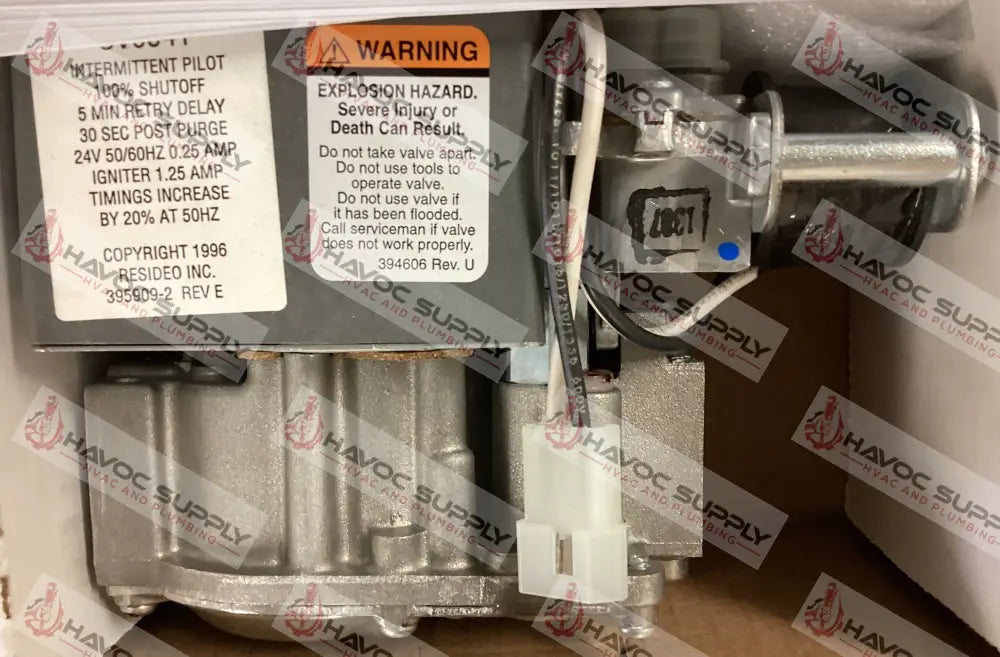 INTERMITTENT PILOT
100% SHUTOFF
5 MIN RETRY DELAY
30 SEC POST PURGE
24V 50/60HZ 0.25 AMP
IGNITER 1.25 AMP
TIMINGS INCREASE
BY 20% AT 50HZ
COPYRIGHT 1996
RESIDEO INC.
395909-2 REV E
WARNING
EXPLOSION HAZARD.
Severe Injury or
Death Can Result.
Do not take valve apart.
Do not use tools to
operate valve.
Do not use valve if
it has been flooded.
Call serviceman if valve
does not work properly.
394606 Rev. U
HAVOC SUPPLY
HVAC AND PLUMBING